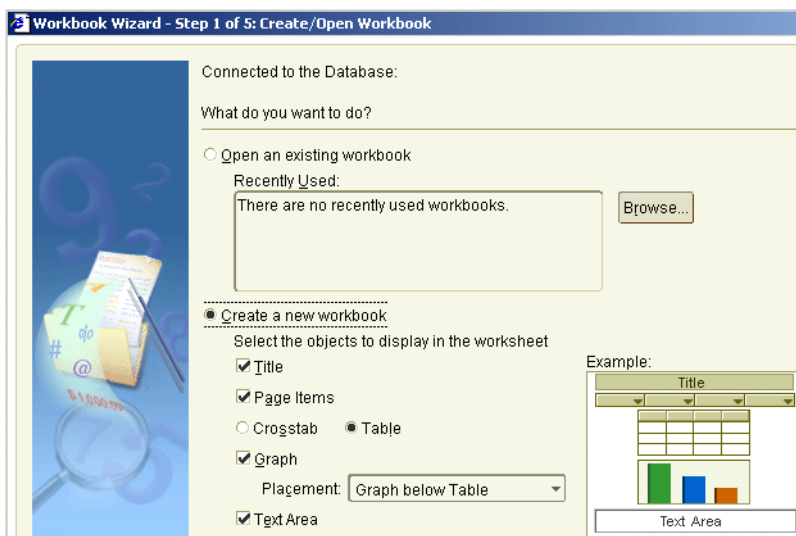 Workbook Wizard - Step 1 of 5: Create/Open Workbook
Connected to the Database:
What do you want to do?
Open an existing workbook
Recently Used:
There are no recently used workbooks.
Browse...
Create a new workbook
Select the objects to display in the worksheet
Title
Page Items
Crosstab
Table
Graph
Placement:
Graph below Table
Text Area
Example:
Title
Text Area
$1,000.00